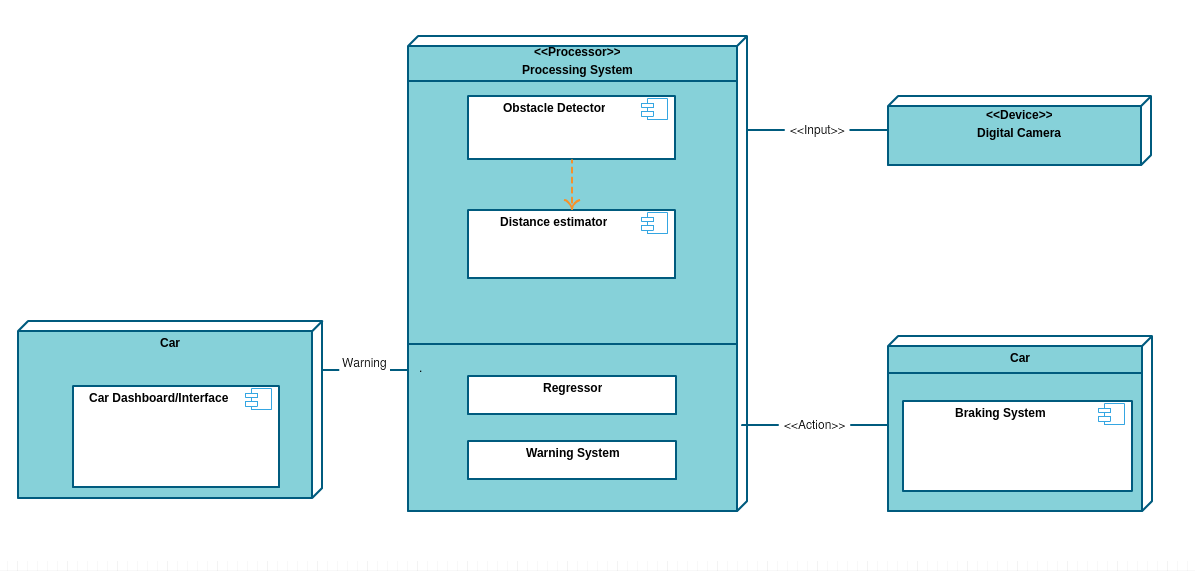 <<Processor>>
Processing System
Obstacle Detector
<<Input>>
<<Device>>
Digital Camera
Distance estimator
Car
Car Dashboard/Interface
Warning
.
Regressor
Warning System
<<Action>>
Car
Braking System